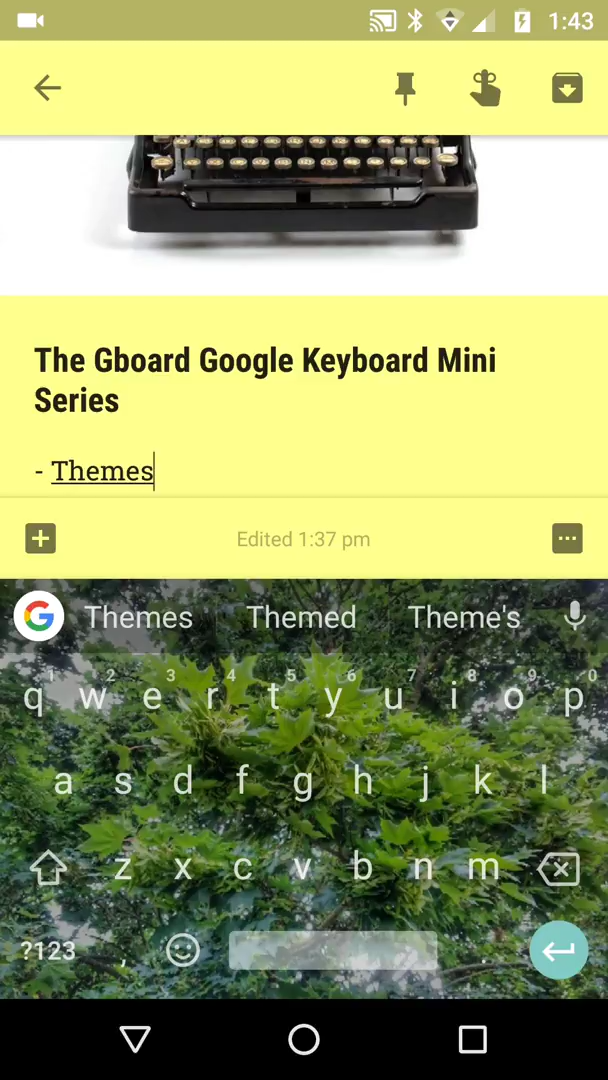 1:43
The Gboard Google Keyboard Mini
Series
- Themes
Edited 1:37 pm
G Themes Themed Theme's
1 2 3 4 5 6 7 8 9 0
q w e r t y u i o p
a s d f g h j k l
z x c v b n m
?123 , .